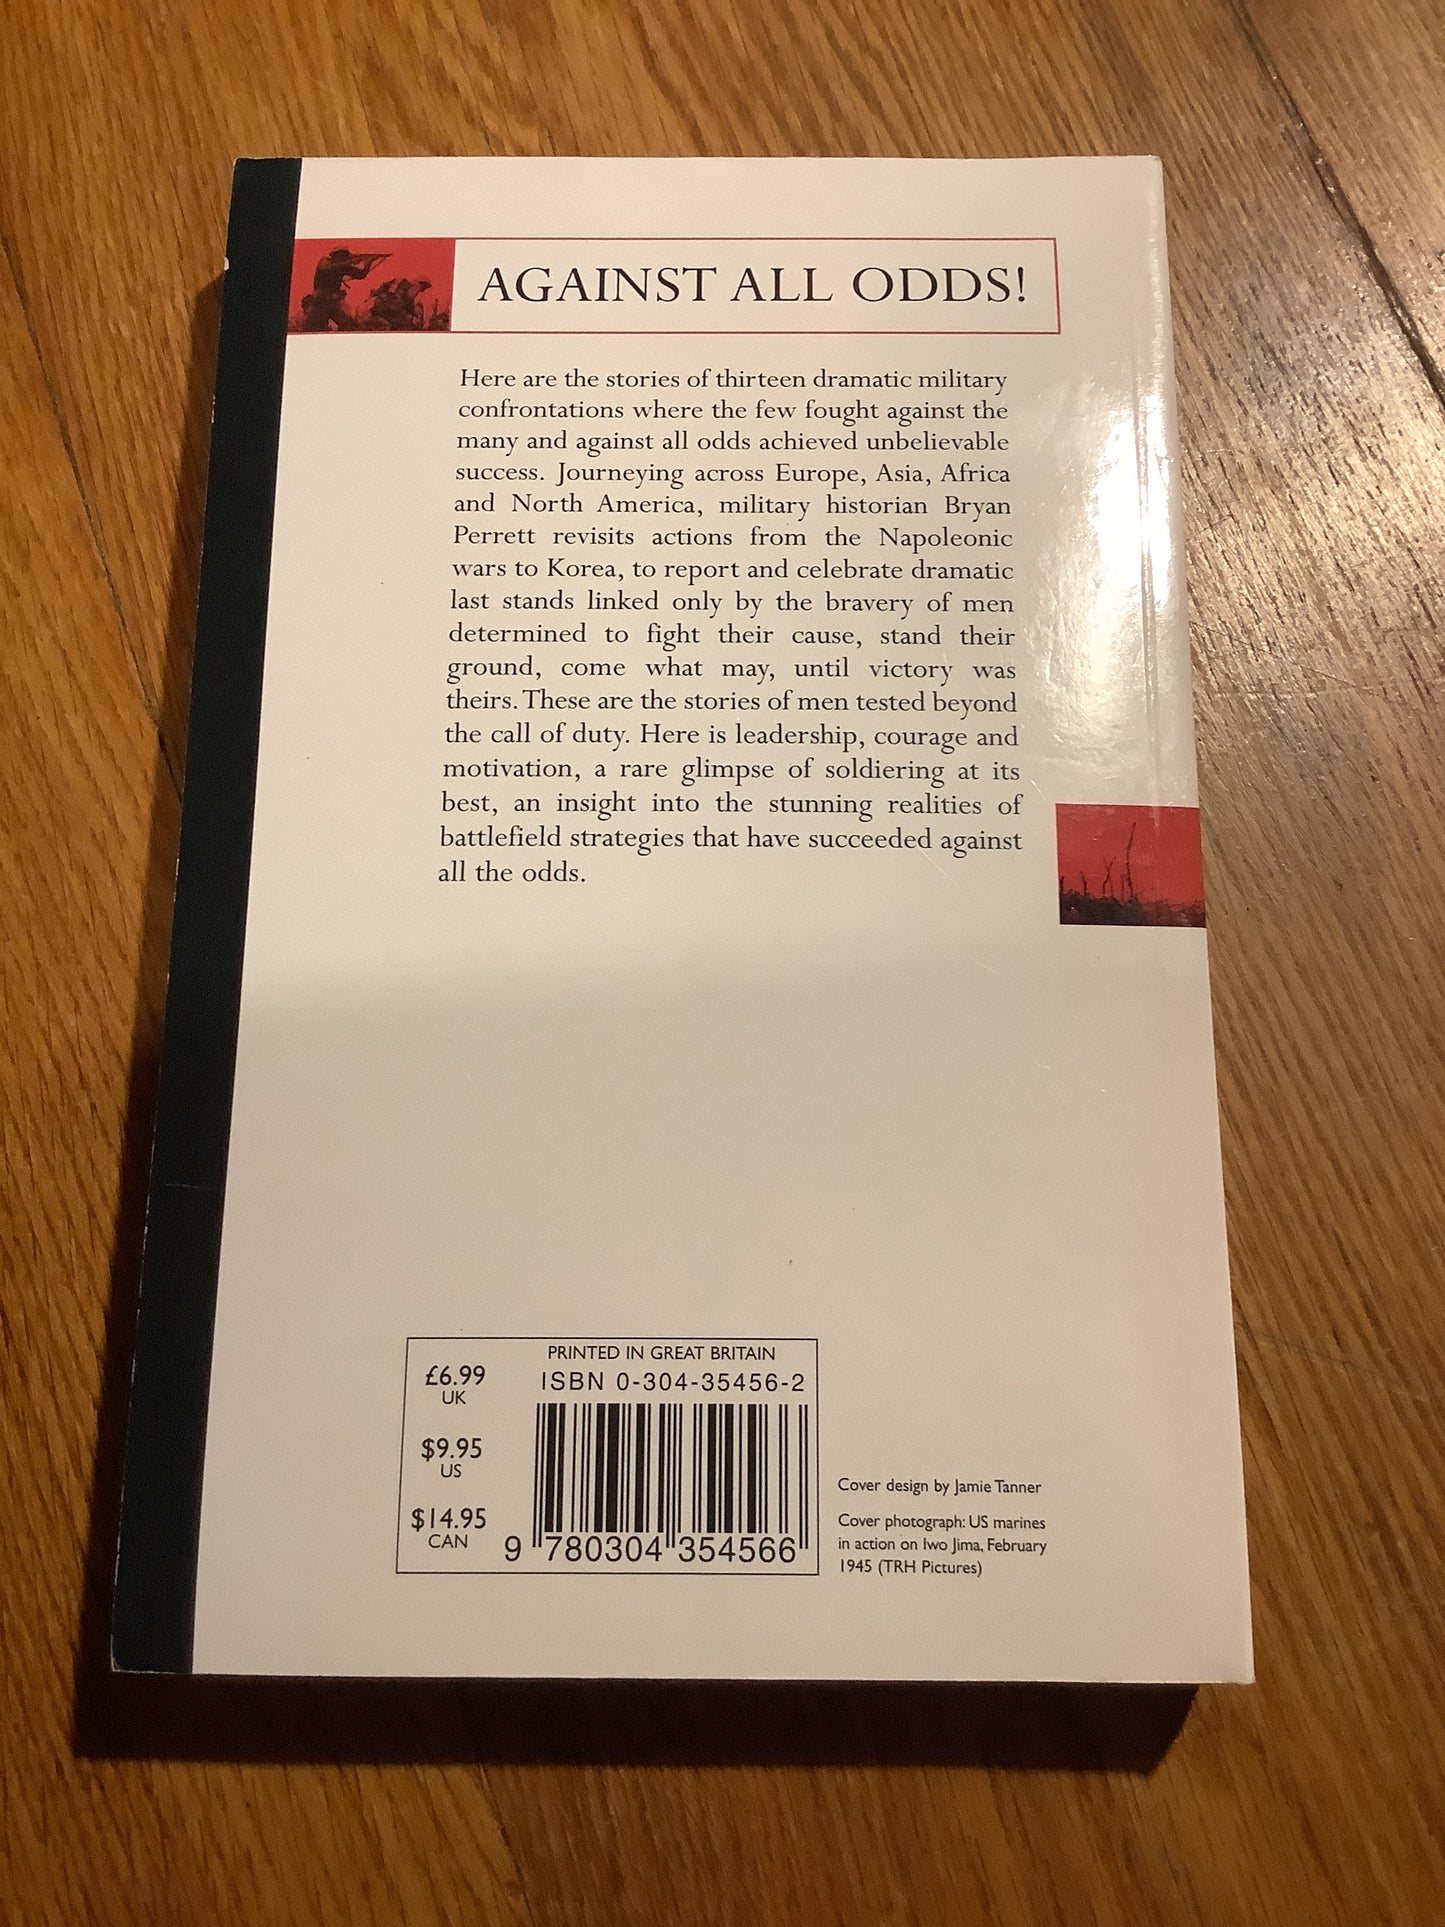 AGAINST ALL ODDS!
Here are the stories of thirteen dramatic military
confrontations where the few fought against the
many and against all odds achieved unbelievable
success. Journeying across Europe, Asia, Africa
and North America, military historian Bryan
Perrett revisits actions from the Napoleonic
wars to Korea, to report and celebrate dramatic
last stands linked only by the bravery of men
determined to fight their cause, stand their
ground, come what may, until victory was
theirs. These are the stories of men tested beyond
the call of duty. Here is leadership, courage and
motivation, a rare glimpse of soldiering at its
best, an insight into the stunning realities of
battlefield strategies that have succeeded against
all the odds.
£6.99
UK
$9.95
US
$14.95
CAN
PRINTED IN GREAT BRITAIN
ISBN 0-304-35456-2
9 780304 354566
Cover design by Jamie Tanner
Cover photograph: US marines
in action on Iwo Jima, February
1945 (TRH Pictures)